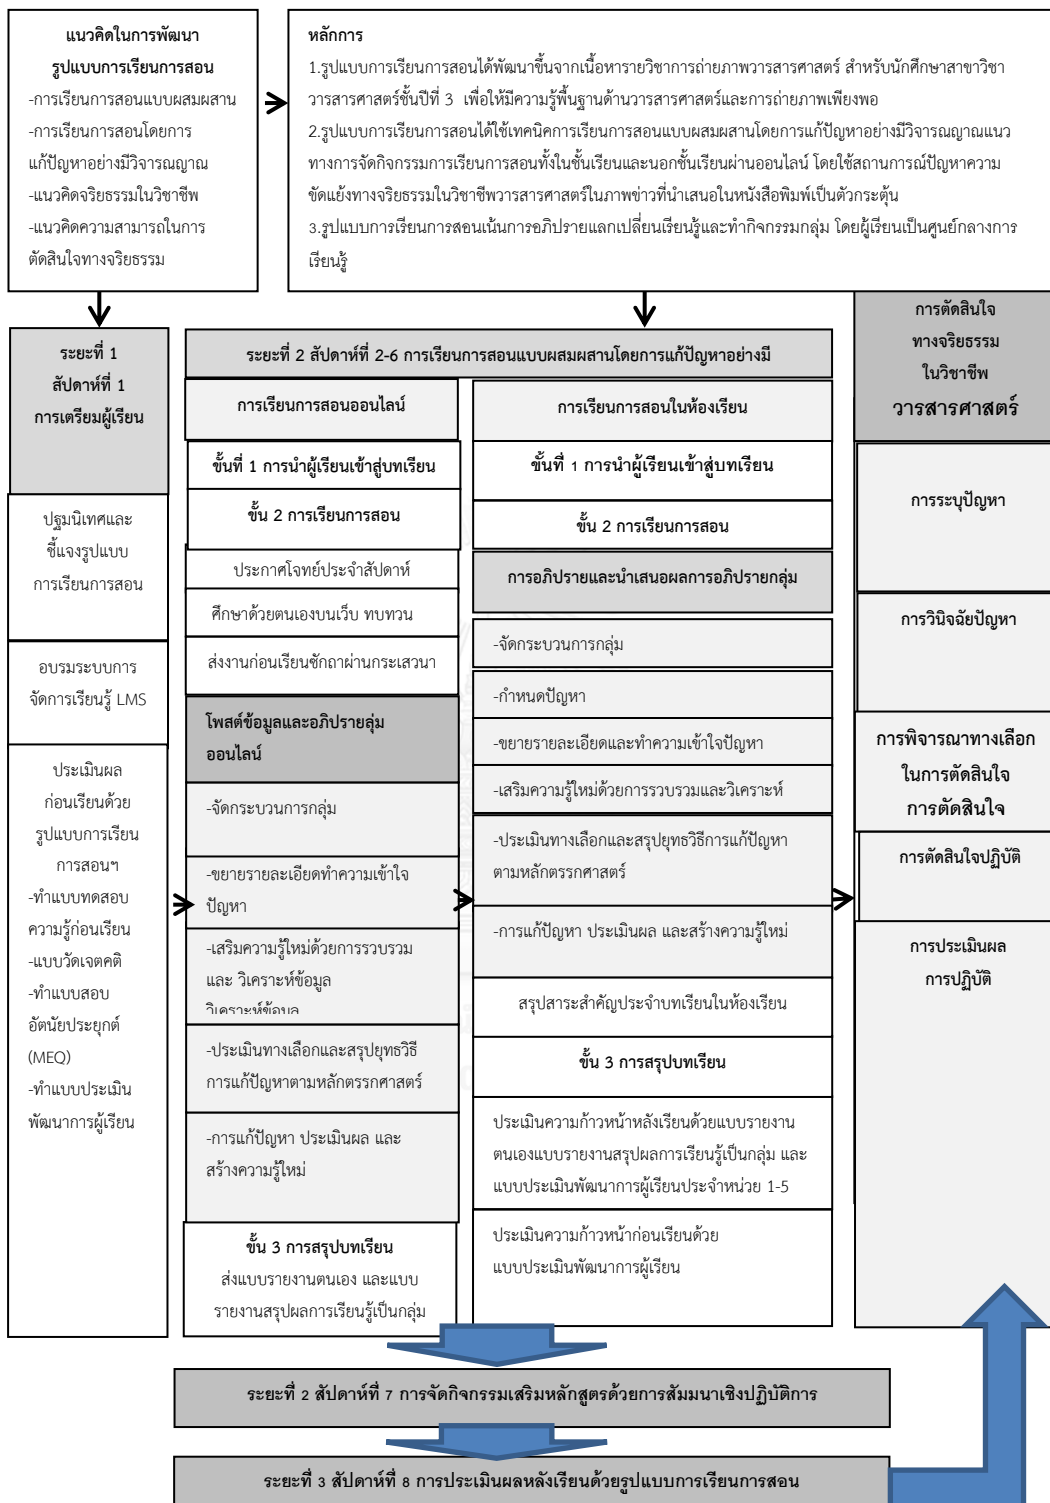 แนวคิดในการพัฒนา
รูปแบบการเรียนการสอน
-การเรียนการสอนแบบผสมผสาน
-การเรียนการสอนโดยการ
แก้ปัญหาอย่างมีวิจารณญาณ
-แนวคิดจริยธรรมในวิชาชีพ
-แนวคิดความสามารถในการ
ตัดสินใจทางจริยธรรม
หลักการ
1.รูปแบบการเรียนการสอนได้พัฒนาขึ้นจากเนื้อหารายวิชาการถ่ายภาพวารสารศาสตร์ สำหรับนักศึกษาสาขาวิชา
วารสารศาสตร์ชั้นปีที่ 3 เพื่อให้มีความรู้พื้นฐานด้านวารสารศาสตร์และการถ่ายภาพเพียงพอ
2.รูปแบบการเรียนการสอนได้ใช้เทคนิคการเรียนการสอนแบบผสมผสานโดยการแก้ปัญหาอย่างมีวิจารณญาณแนว
ทางการจัดกิจกรรมการเรียนการสอนทั้งในชั้นเรียนและนอกชั้นเรียนผ่านออนไลน์ โดยใช้สถานการณ์ปัญหาความ
ขัดแย้งทางจริยธรรมในวิชาชีพวารสารศาสตร์ในภาพข่าวที่นำเสนอในหนังสือพิมพ์เป็นตัวกระตุ้น
3.รูปแบบการเรียนการสอนเน้นการอภิปรายแลกเปลี่ยนเรียนรู้และทำกิจกรรมกลุ่ม โดยผู้เรียนเป็นศูนย์กลางการ
เรียนรู้
ระยะที่ 1
สัปดาห์ที่ 1
การเตรียมผู้เรียน
ปฐมนิเทศและ
ชี้แจงรูปแบบ
การเรียนการสอน
อบรมระบบการ
จัดการเรียนรู้ LMS
ประเมินผล
ก่อนเรียนด้วย
รูปแบบการเรียน
การสอนฯ
-ทำแบบทดสอบ
ความรู้ก่อนเรียน
-แบบวัดเจตคติ
-ทำแบบสอบ
อัตนัยประยุกต์
(MEQ)
-ทำแบบประเมิน
พัฒนาการผู้เรียน
ระยะที่ 2 สัปดาห์ที่ 2-6 การเรียนการสอนแบบผสมผสานโดยการแก้ปัญหาอย่างมี
การเรียนการสอนออนไลน์
ขั้นที่ 1 การนำผู้เรียนเข้าสู่บทเรียน
ขั้น 2 การเรียนการสอน
ประกาศโจทย์ประจำสัปดาห์
ศึกษาด้วยตนเองบนเว็บ ทบทวน
ส่งงานก่อนเรียนซักถาผ่านกระเสวนา
โพสต์ข้อมูลและอภิปรายลุ่ม
ออนไลน์
-จัดกระบวนการกลุ่ม
-ขยายรายละเอียดทำความเข้าใจ
ปัญหา
-เสริมความรู้ใหม่ด้วยการรวบรวม
และ วิเคราะห์ข้อมูล
วิเคราะห์ข้อมูล
-ประเมินทางเลือกและสรุปยุทธวิธี
การแก้ปัญหาตามหลักตรรกศาสตร์
-การแก้ปัญหา ประเมินผล และ
สร้างความรู้ใหม่
ขั้น 3 การสรุปบทเรียน
ส่งแบบรายงานตนเอง และแบบ
รายงานสรุปผลการเรียนรู้เป็นกลุ่ม
การเรียนการสอนในห้องเรียน
ขั้นที่ 1 การนำผู้เรียนเข้าสู่บทเรียน
ขั้น 2 การเรียนการสอน
การอภิปรายและนำเสนอผลการอภิปรายกลุ่ม
-จัดกระบวนการกลุ่ม
-กำหนดปัญหา
-ขยายรายละเอียดและทำความเข้าใจปัญหา
-เสริมความรู้ใหม่ด้วยการรวบรวมและวิเคราะห์
-ประเมินทางเลือกและสรุปยุทธวิธีการแก้ปัญหา
ตามหลักตรรกศาสตร์
-การแก้ปัญหา ประเมินผล และสร้างความรู้ใหม่
สรุปสาระสำคัญประจำบทเรียนในห้องเรียน
ขั้น 3 การสรุปบทเรียน
ประเมินความก้าวหน้าหลังเรียนด้วยแบบรายงาน
ตนเองแบบรายงานสรุปผลการเรียนรู้เป็นกลุ่ม และ
แบบประเมินพัฒนาการผู้เรียนประจำหน่วย 1-5
ประเมินความก้าวหน้าก่อนเรียนด้วย
แบบประเมินพัฒนาการผู้เรียน
การตัดสินใจ
ทางจริยธรรม
ในวิชาชีพ
วารสารศาสตร์
การระบุปัญหา
การวินิจฉัยปัญหา
การพิจารณาทางเลือก
ในการตัดสินใจ
การตัดสินใจ
การตัดสินใจปฏิบัติ
การประเมินผล
การปฏิบัติ
ระยะที่ 2 สัปดาห์ที่ 7 การจัดกิจกรรมเสริมหลักสูตรด้วยการสัมมนาเชิงปฏิบัติการ
ระยะที่ 3 สัปดาห์ที่ 8 การประเมินผลหลังเรียนด้วยรูปแบบการเรียนการสอน